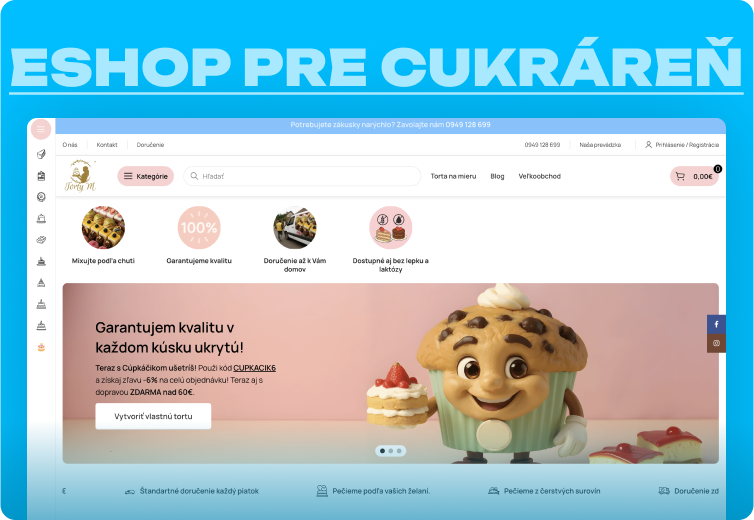 ESHOP PRE CUKRÁREŇ
Potrebujete zákusky narýchlo? Zavolajte nám 0949 128 699
O nás
Kontakt
Doručenie
0949 128 699
Naša prevádzka
Prihlásenie / Registrácia
Torty M.
Kategórie
Hľadať
Torta na mieru
Blog
Veľkoobchod
0
0,00€
100%
Mixujte podľa chuti
Garantujeme kvalitu
Doručenie až k Vám
domov
Dostupné aj bez lepku a
laktózy
Garantujem kvalitu v
každom kúsku ukrytú!
Teraz s Cúpkáčikom ušetríš! Použi kód CUPKACIK6
a získaj zľavu -6% na celú objednávku! Teraz aj s
dopravou ZDARMA nad 60€.
Vytvoriť vlastnú tortu
€
Štandartné doručenie každý piatok
Pečieme podľa vašich želaní.
Pečieme z čerstvých surovín
Doručenie zd